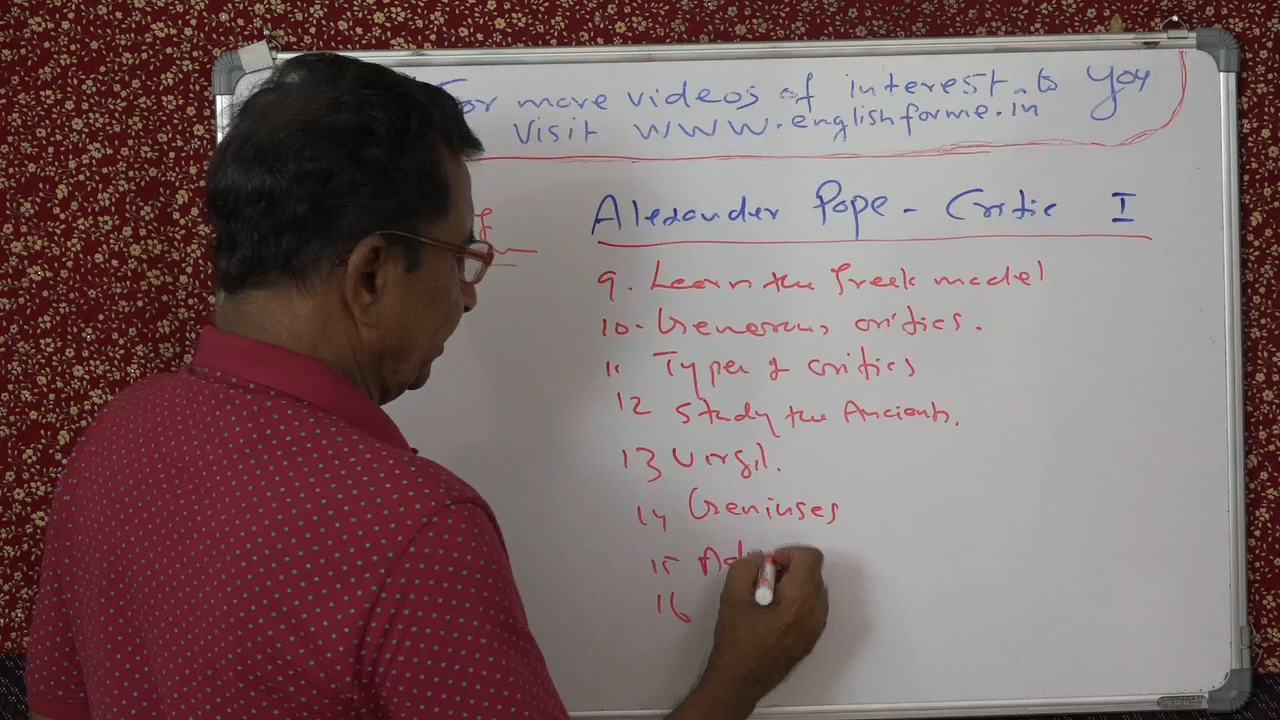 For more videos of interest to you
Visit www.englishforme.in
Alexander Pope - Critic I
9. Learn the Greek model
10. Generous critics.
11 Types of critics
12 Study the Ancients.
13 Virgil.
14 Geniuses
15 Ad
16